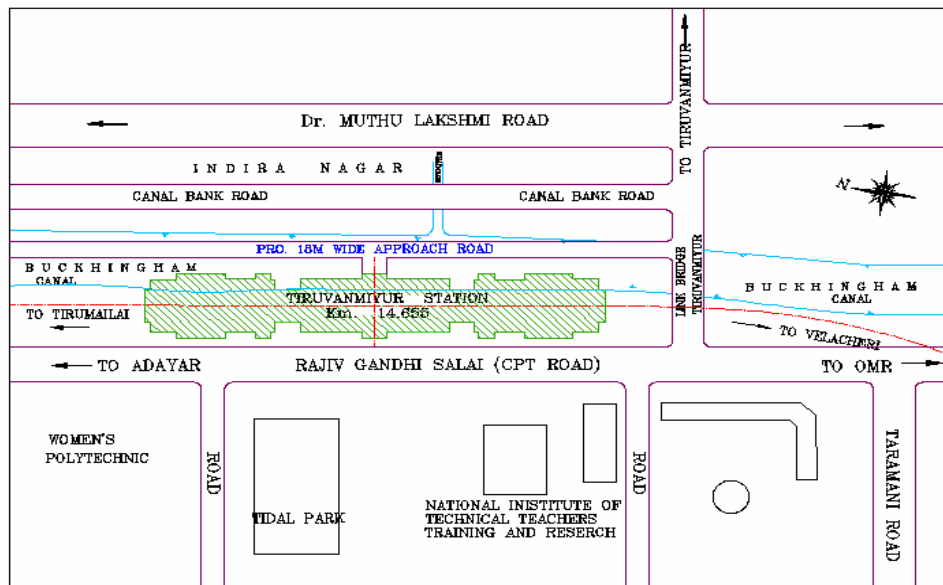 TO TIRUVANMIYUR
Dr. MUTHU LAKSHMI ROAD
INDIRA NAGAR
CANAL BANK ROAD
CANAL BANK ROAD
N
PRO. 18M WIDE APPROACH ROAD
BUCKHINGHAM
CANAL
LINK BRIDGE
TIRUVANMIYUR
BUCKHINGHAM
CANAL
TIRUVANMIYUR STATION
Km. 14.655
TO TIRUMAILAI
TO VELACHERI
TO ADAYAR
RAJIV GANDHI SALAI (CPT ROAD)
TO OMR
WOMEN'S
POLYTECHNIC
ROAD
TIDAL PARK
NATIONAL INISTITUTE OF
TECHNICAL TEACHERS
TRAINING AND RESERCH
ROAD
TARAMANI ROAD